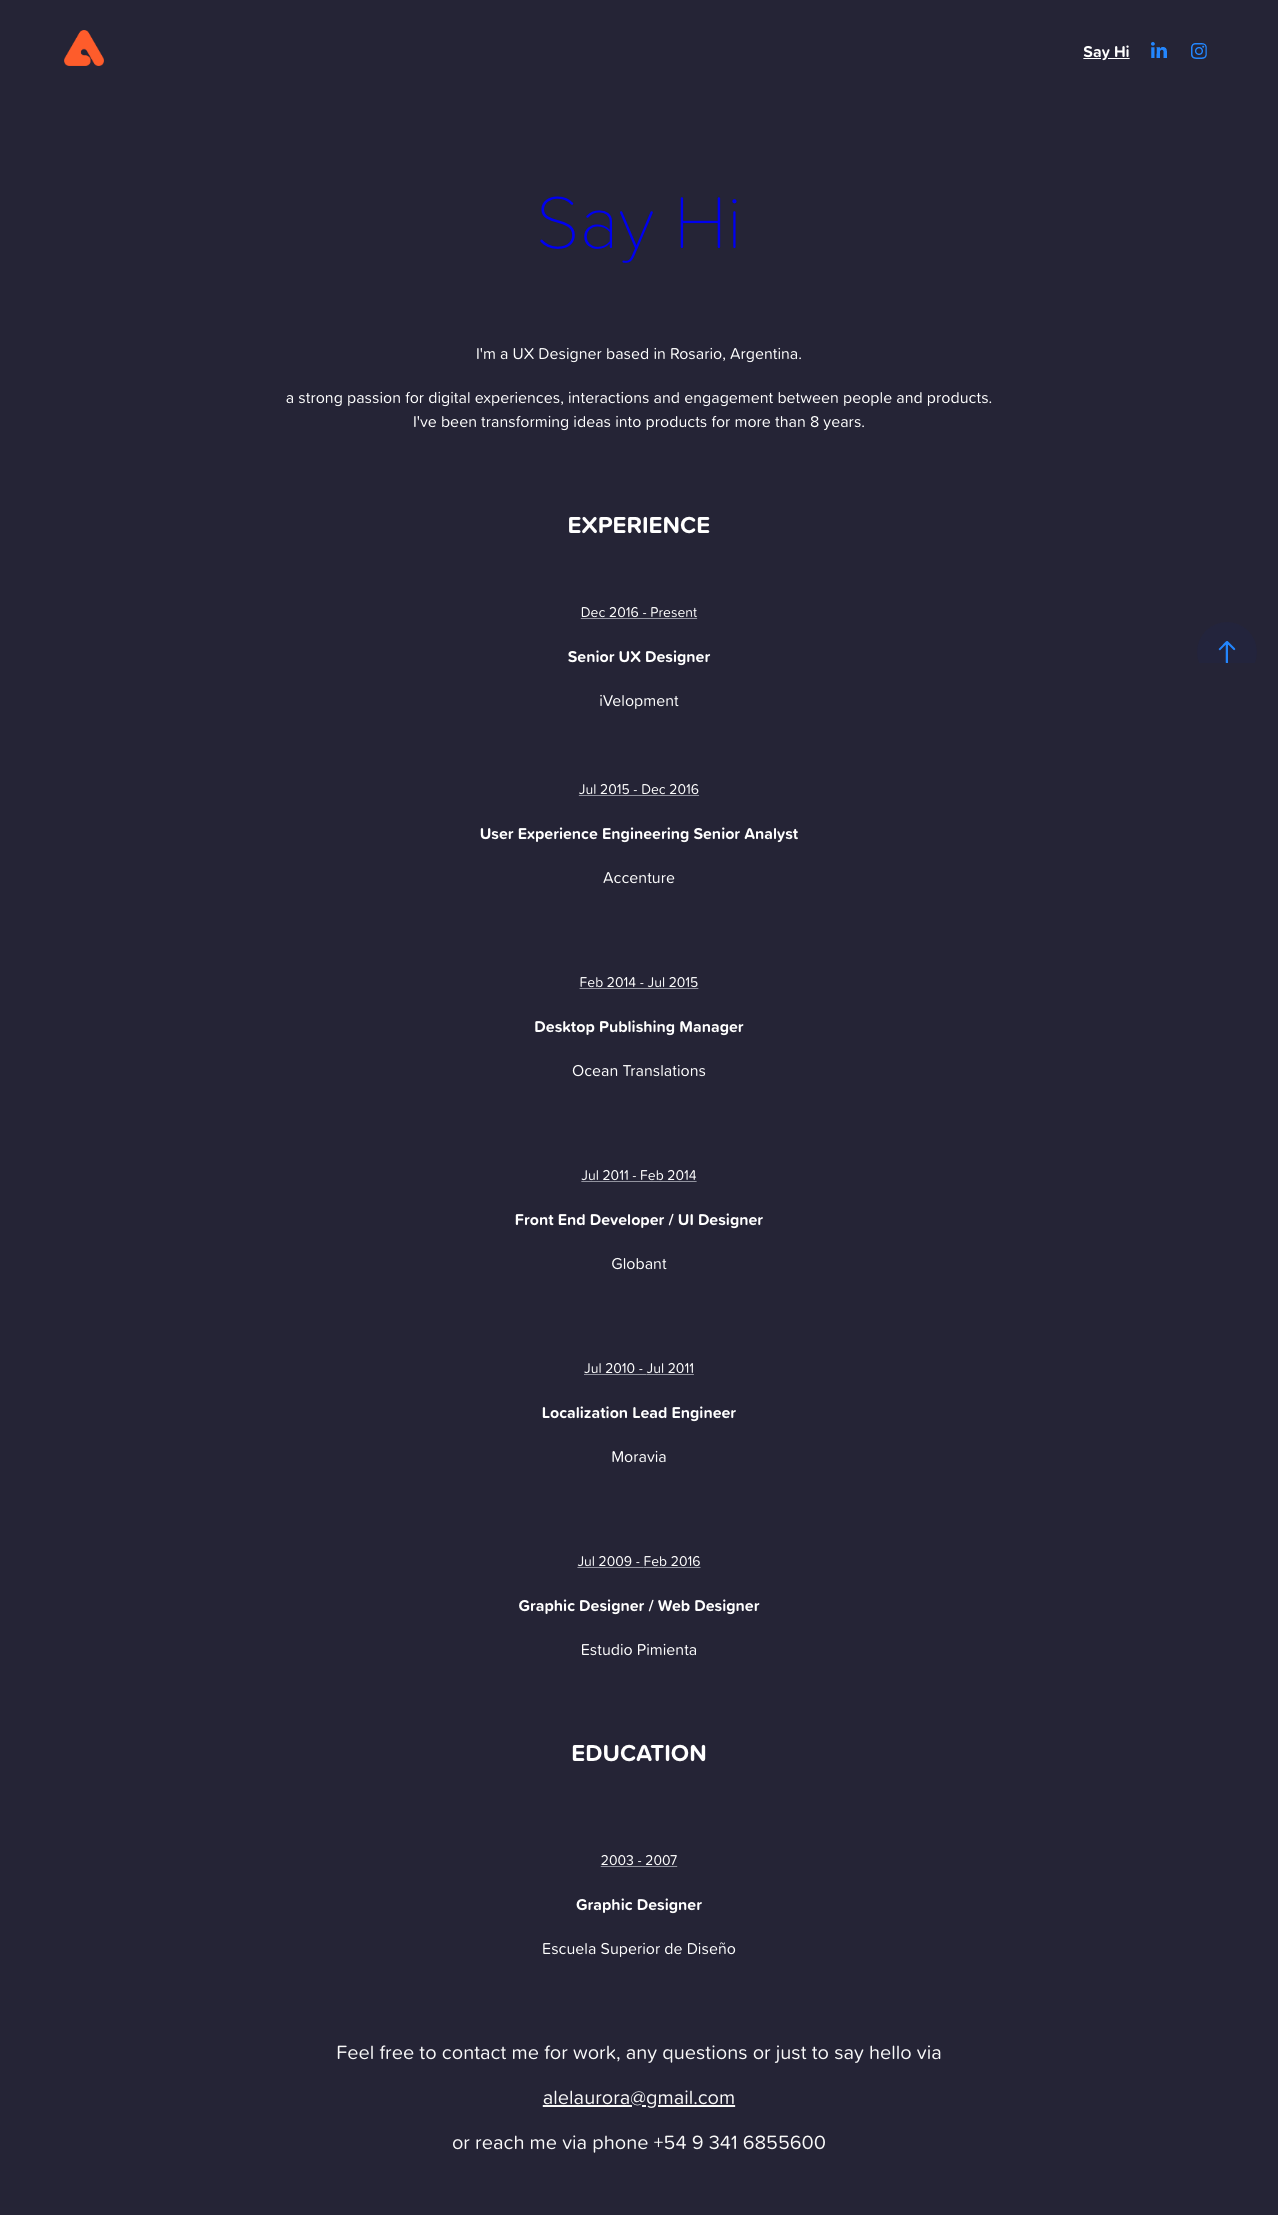 Say Hi
Say Hi
I'm a UX Designer based in Rosario, Argentina.
a strong passion for digital experiences, interactions and engagement between people and products.
I've been transforming ideas into products for more than 8 years.
EXPERIENCE
Dec 2016 - Present
Senior UX Designer
iVelopment
Jul 2015 - Dec 2016
User Experience Engineering Senior Analyst
Accenture
Feb 2014 - Jul 2015
Desktop Publishing Manager
Ocean Translations
Jul 2011 - Feb 2014
Front End Developer / UI Designer
Globant
Jul 2010 - Jul 2011
Localization Lead Engineer
Moravia
Jul 2009 - Feb 2016
Graphic Designer / Web Designer
Estudio Pimienta
EDUCATION
2003 - 2007
Graphic Designer
Escuela Superior de Diseño
Feel free to contact me for work, any questions or just to say hello via
alelaurora@gmail.com
or reach me via phone +54 9 341 6855600